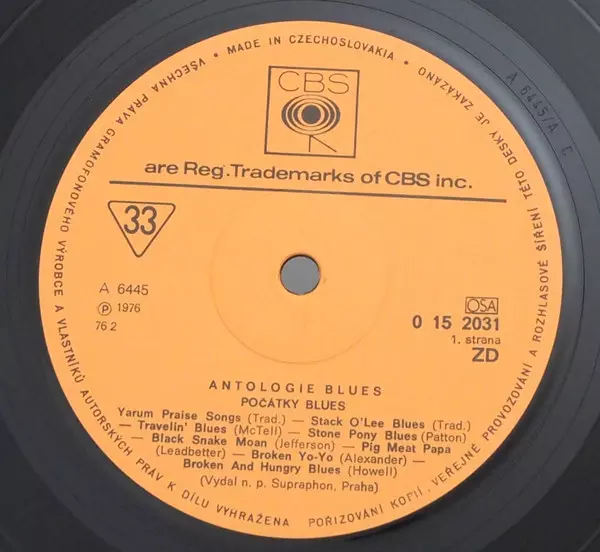 VŠECHNA PRÁVA GRAMOFONOVÉHO VÝROBCE A VLASTNÍKŮ AUTORSKÝCH PRÁV K DÍLU VYHRAŽENA
• MADE IN CZECHOSLOVAKIA •
POŘIZOVÁNÍ KOPIÍ, VEŘEJNÉ PROVOZOVÁNÍ A ROZHLASOVÉ ŠÍŘENÍ TÉTO DESKY JE ZAKÁZÁNO
A 6445/A C
CBS
are Reg.Trademarks of CBS inc.
33
A 6445
Ⓟ 1976
76 2
OSA
0 15 2031
1. strana
ZD
ANTOLOGIE BLUES
POČÁTKY BLUES
Yarum Praise Songs (Trad.) — Stack O'Lee Blues (Trad.)
— Travelin' Blues (McTell) — Stone Pony Blues (Patton)
— Black Snake Moan (Jefferson) — Pig Meat Papa
(Leadbetter) — Broken Yo-Yo (Alexander) —
Broken And Hungry Blues (Howell)
(Vydal n. p. Supraphon, Praha)